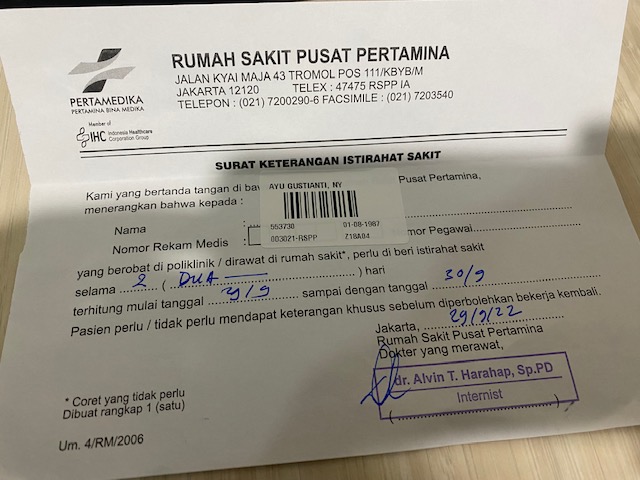 PERTAMEDIKA
PERTAMINA BINA MEDIKA
Member of
IHC Indonesia Healthcare
Corporation Group
RUMAH SAKIT PUSAT PERTAMINA
JALAN KYAI MAJA 43 TROMOL POS 111/KBYB/M
JAKARTA 12120 TELEX : 47475 RSPP IA
TELEPON : (021) 7200290-6 FACSIMILE : (021) 7203540
SURAT KETERANGAN ISTIRAHAT SAKIT
Kami yang bertanda tangan di ba Pusat Pertamina,
menerangkan bahwa kepada :
AYU GUSTIANTI, NY
553730 01-08-1967
003021-RSPP Z18A04
Nama :
Nomor Rekam Medis : mor Pegawai
yang berobat di poliklinik / dirawat di rumah sakit*, perlu di beri istirahat sakit
selama 2 ( DUA ) hari
terhitung mulai tanggal 29/9 sampai dengan tanggal 30/9
Pasien perlu / tidak perlu mendapat keterangan khusus sebelum diperbolehkan bekerja kembali.
Jakarta, 29/9/22
Rumah Sakit Pusat Pertamina
Dokter yang merawat,
dr. Alvin T. Harahap, Sp.PD
Internist
* Coret yang tidak perlu
Dibuat rangkap 1 (satu)
Um. 4/RM/2006